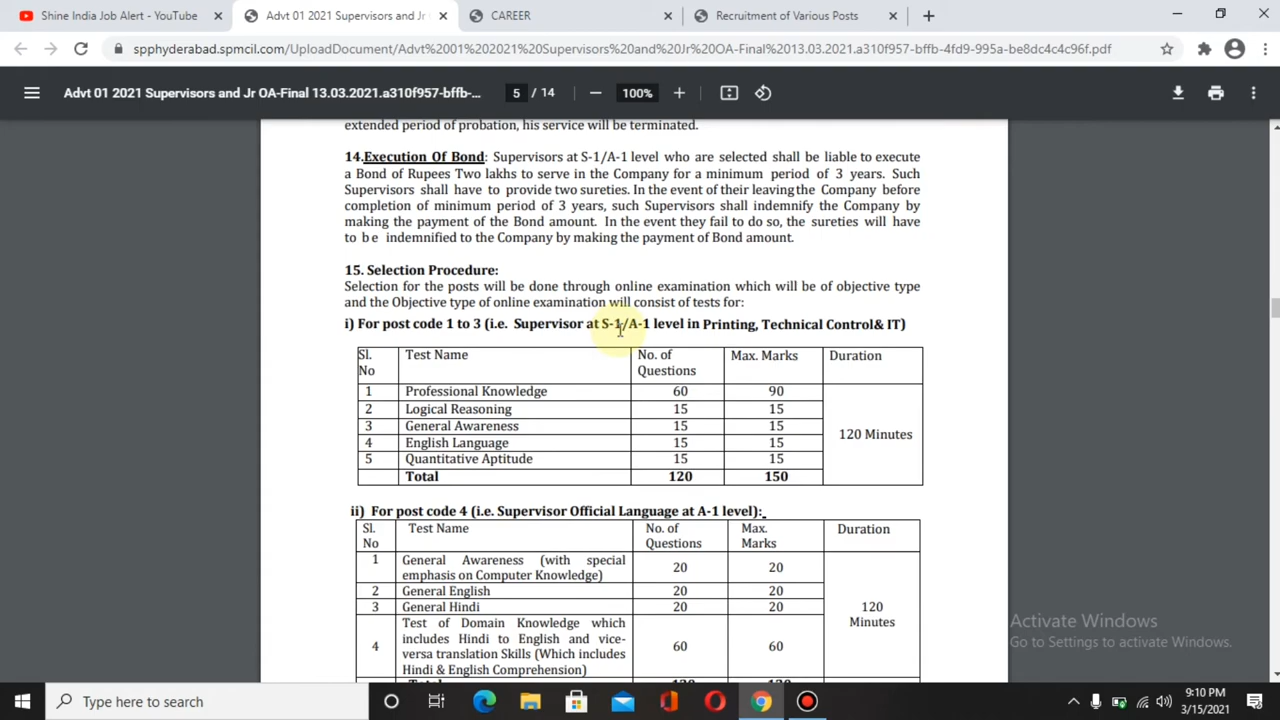 Shine India Job Alert - YouTube
Advt 01 2021 Supervisors and Jr O
CAREER
Recruitment of Various Posts
spphyderabad.spmcil.com/UploadDocument/Advt%2001%202021%20Supervisors%20and%20Jr%20OA-Final%2013.03.2021.a310f957-bffb-4fd9-995a-be8dc4c4c96f.pdf
Advt 01 2021 Supervisors and Jr OA-Final 13.03.2021.a310f957-bffb-...
5 / 14
100%
extended period of probation, his service will be terminated.
14.Execution Of Bond: Supervisors at S-1/A-1 level who are selected shall be liable to execute
a Bond of Rupees Two lakhs to serve in the Company for a minimum period of 3 years. Such
Supervisors shall have to provide two sureties. In the event of their leaving the Company before
completion of minimum period of 3 years, such Supervisors shall indemnify the Company by
making the payment of the Bond amount. In the event they fail to do so, the sureties will have
to be indemnified to the Company by making the payment of Bond amount.
15. Selection Procedure:
Selection for the posts will be done through online examination which will be of objective type
and the Objective type of online examination will consist of tests for:
i) For post code 1 to 3 (i.e. Supervisor at S-1/A-1 level in Printing, Technical Control& IT)
Sl. No Test Name No. of Questions Max. Marks Duration
1 Professional Knowledge 60 90
2 Logical Reasoning 15 15
3 General Awareness 15 15
120 Minutes
4 English Language 15 15
5 Quantitative Aptitude 15 15
Total 120 150
ii) For post code 4 (i.e. Supervisor Official Language at A-1 level):
Sl. No Test Name No. of Questions Max. Marks Duration
1 General Awareness (with special
emphasis on Computer Knowledge) 20 20
2 General English 20 20
3 General Hindi 20 20
120 Minutes
4 Test of Domain Knowledge which
includes Hindi to English and vice-
versa translation Skills (Which includes
Hindi & English Comprehension) 60 60
Total 120 120
Activate Windows
Go to Settings to activate Windows.
Type here to search
9:10 PM
3/15/2021